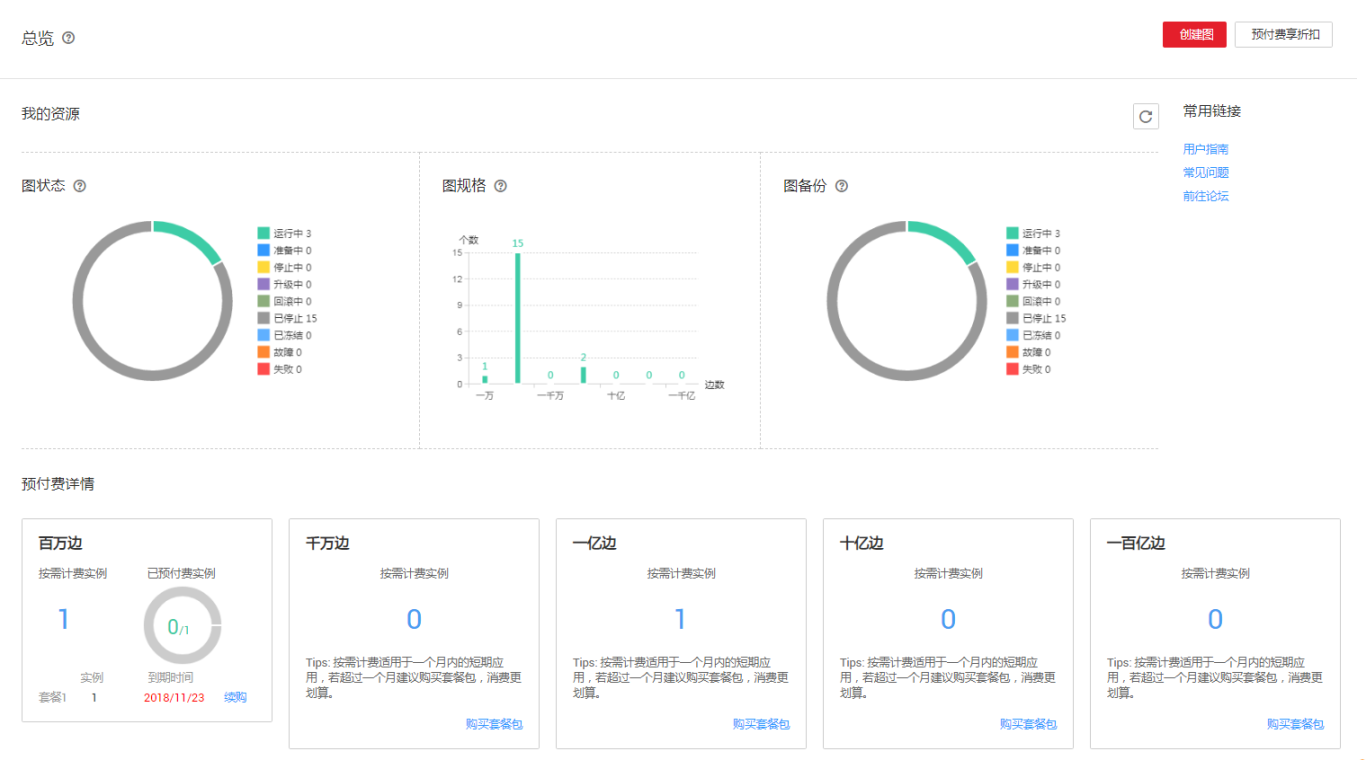 总览
创建图
预付费享折扣
我的资源
常用链接
用户指南
常见问题
前往论坛
图状态
运行中 3
准备中 0
停止中 0
升级中 0
回滚中 0
已停止 15
已冻结 0
故障 0
失败 0
图规格
个数
15
12
9
6
3
0
1
15
0
2
0
0
0
一万
一千万
十亿
一千亿
边数
图备份
运行中 3
准备中 0
停止中 0
升级中 0
回滚中 0
已停止 15
已冻结 0
故障 0
失败 0
预付费详情
百万边
按需计费实例
已预付费实例
1
0/1
实例
到期时间
套餐1
1
2018/11/23
续购
千万边
按需计费实例
0
Tips: 按需计费适用于一个月内的短期应
用，若超过一个月建议购买套餐包，消费更
划算。
购买套餐包
一亿边
按需计费实例
1
Tips: 按需计费适用于一个月内的短期应
用，若超过一个月建议购买套餐包，消费更
划算。
购买套餐包
十亿边
按需计费实例
0
Tips: 按需计费适用于一个月内的短期应
用，若超过一个月建议购买套餐包，消费更
划算。
购买套餐包
一百亿边
按需计费实例
0
Tips: 按需计费适用于一个月内的短期应
用，若超过一个月建议购买套餐包，消费更
划算。
购买套餐包